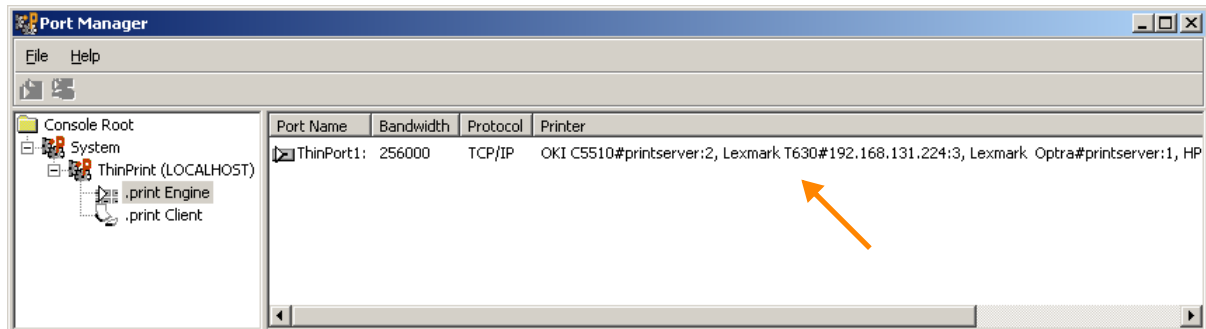 Port Manager
File Help
Console Root
System
ThinPrint (LOCALHOST)
.print Engine
.print Client
Port Name Bandwidth Protocol Printer
ThinPort1: 256000 TCP/IP OKI C5510#printserver:2, Lexmark T630#192.168.131.224:3, Lexmark Optra#printserver:1, HP